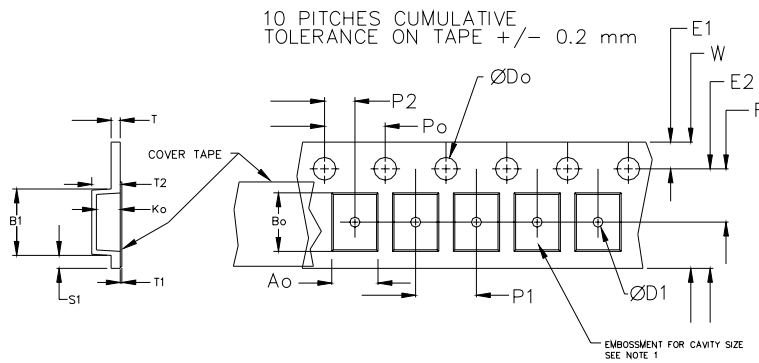 10 PITCHES CUMULATIVE
TOLERANCE ON TAPE +/- 0.2 mm
E1
W
E2
F
ØDo
P2
Po
T
COVER TAPE
T2
Ko
B1
Bo
S1
T1
Ao
P1
ØD1
EMBOSSMENT FOR CAVITY SIZE
SEE NOTE 1